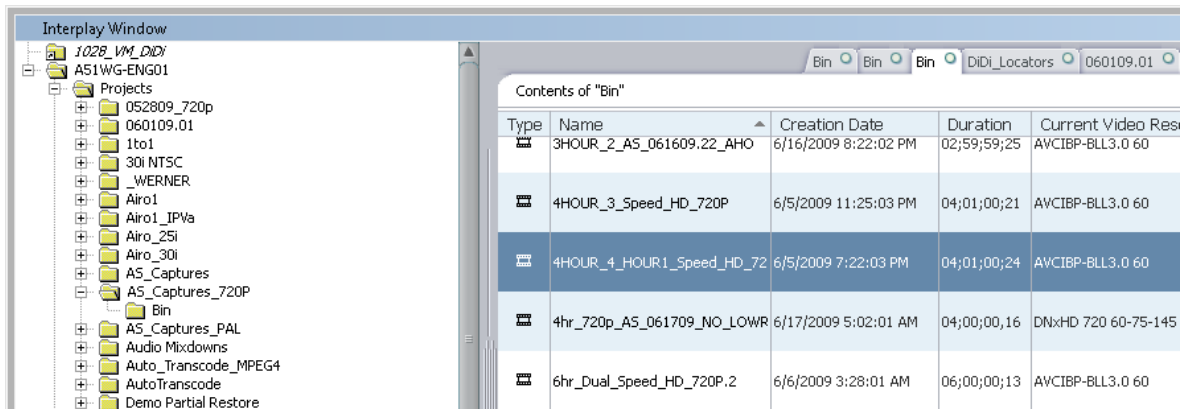 Interplay Window
1028_VM_DiDi
A51WG-ENG01
Projects
052809_720p
060109.01
1to1
30i NTSC
_WERNER
Airo1
Airo1_IPVa
Airo_25i
Airo_30i
AS_Captures
AS_Captures_720P
Bin
AS_Captures_PAL
Audio Mixdowns
Auto_Transcode_MPEG4
AutoTranscode
Demo Partial Restore
Bin Bin Bin DiDi_Locators 060109.01
Contents of "Bin"
Type Name Creation Date Duration Current Video Reso
3HOUR_2_AS_061609.22_AHO 6/16/2009 8:22:02 PM 02;59;59;25 AVCIBP-BLL3.0 60
4HOUR_3_Speed_HD_720P 6/5/2009 11:25:03 PM 04;01;00;21 AVCIBP-BLL3.0 60
4HOUR_4_HOUR1_Speed_HD_72 6/5/2009 7:22:03 PM 04;01;00;24 AVCIBP-BLL3.0 60
4hr_720p_AS_061709_NO_LOWR 6/17/2009 5:02:01 AM 04;00;00,16 DNxHD 720 60-75-145
6hr_Dual_Speed_HD_720P.2 6/6/2009 3:28:01 AM 06;00;00;13 AVCIBP-BLL3.0 60